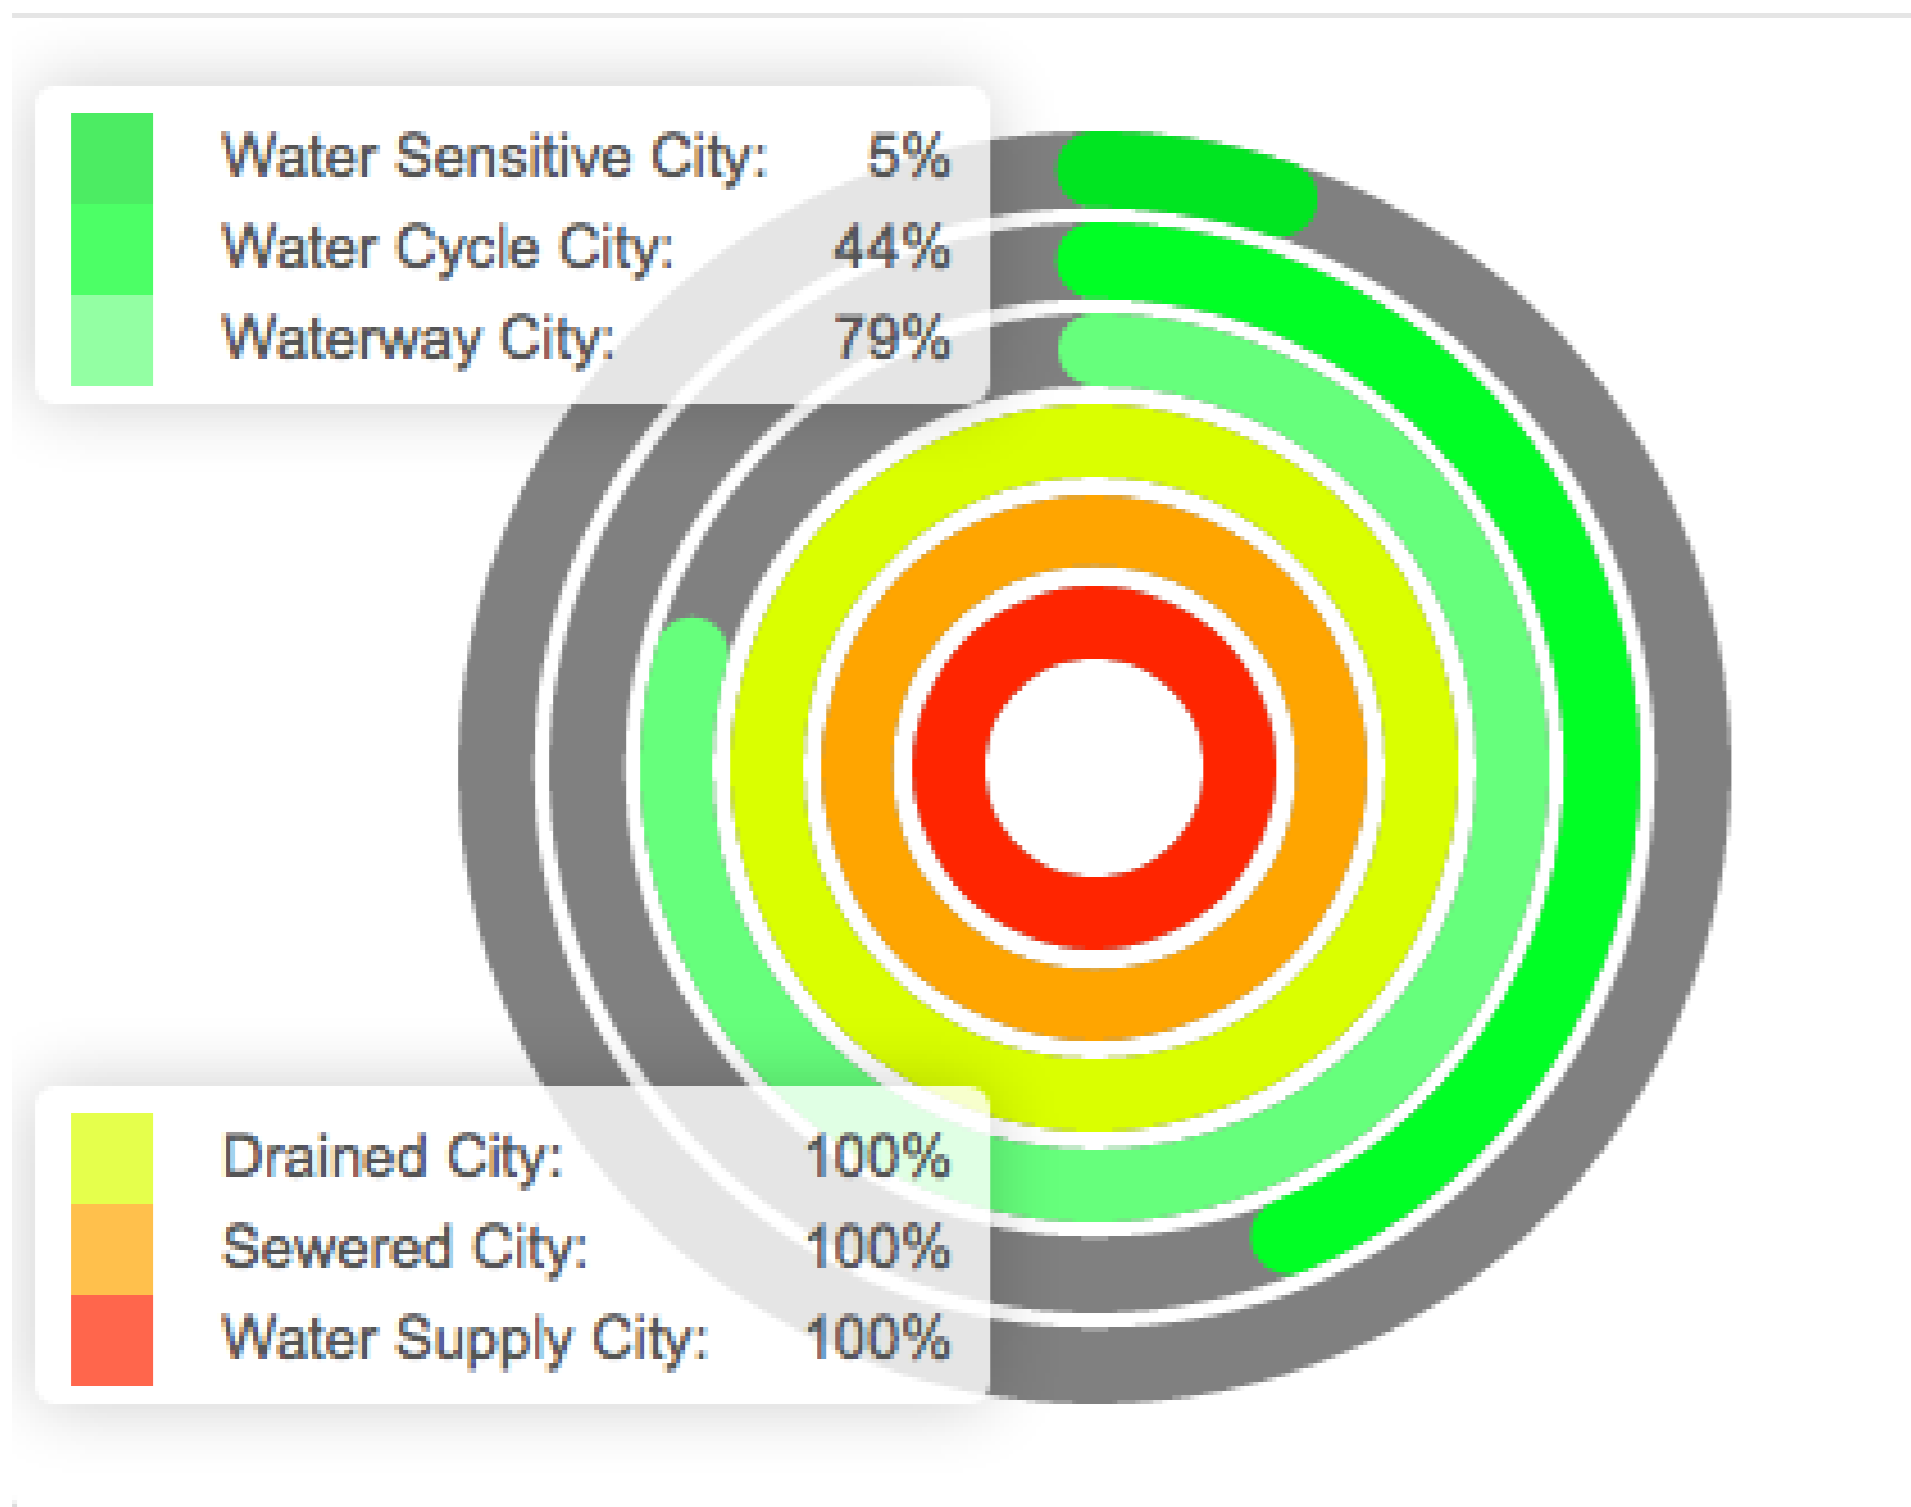 Water Sensitive City: 5%
Water Cycle City: 44%
Waterway City: 79%
Drained City: 100%
Sewered City: 100%
Water Supply City: 100%